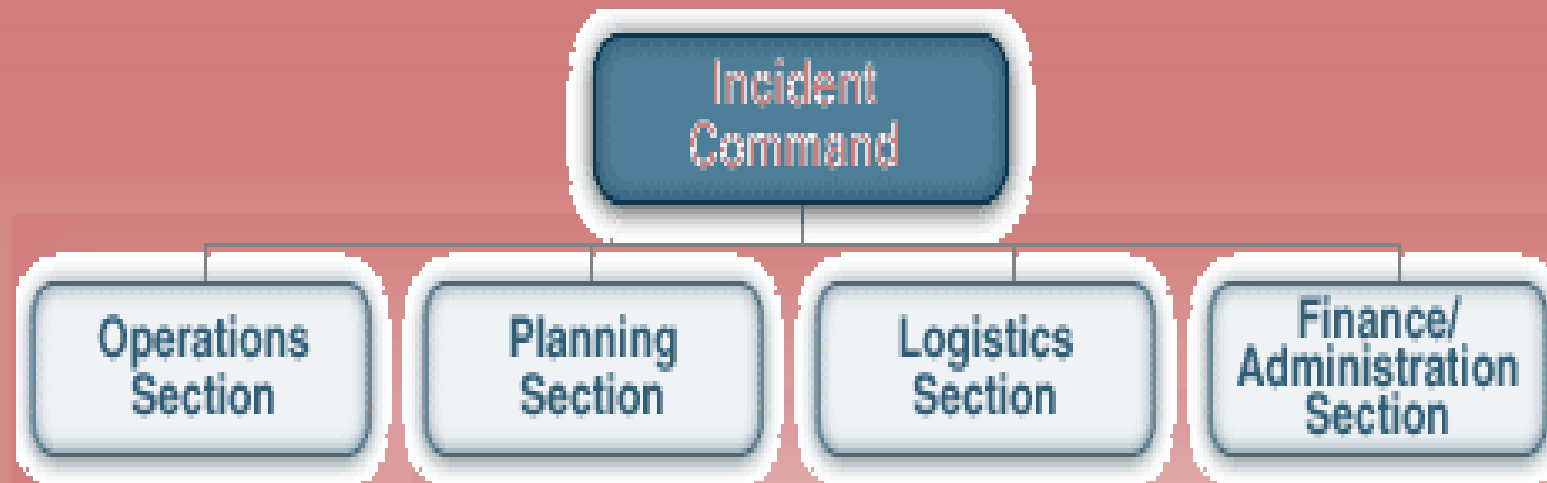 Incident
Command
Operations
Section
Planning
Section
Logistics
Section
Finance/
Administration
Section